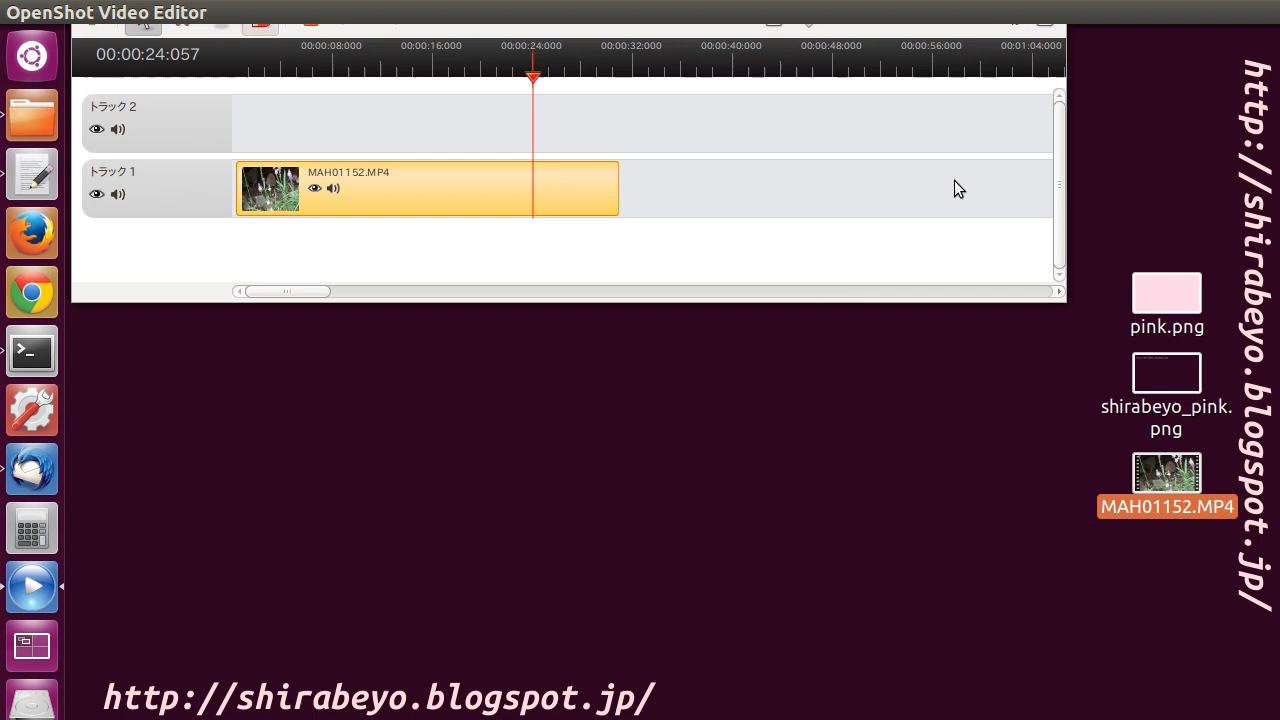 OpenShot Video Editor
00:00:24:057
00:00:08:000 00:00:16:000 00:00:24:000 00:00:32:000 00:00:40:000 00:00:48:000 00:00:56:000 00:01:04:000
トラック 2
トラック 1
MAH01152.MP4
pink.png
shirabeyo_pink.
png
MAH01152.MP4
http://shirabeyo.blogspot.jp/
http://shirabeyo.blogspot.jp/